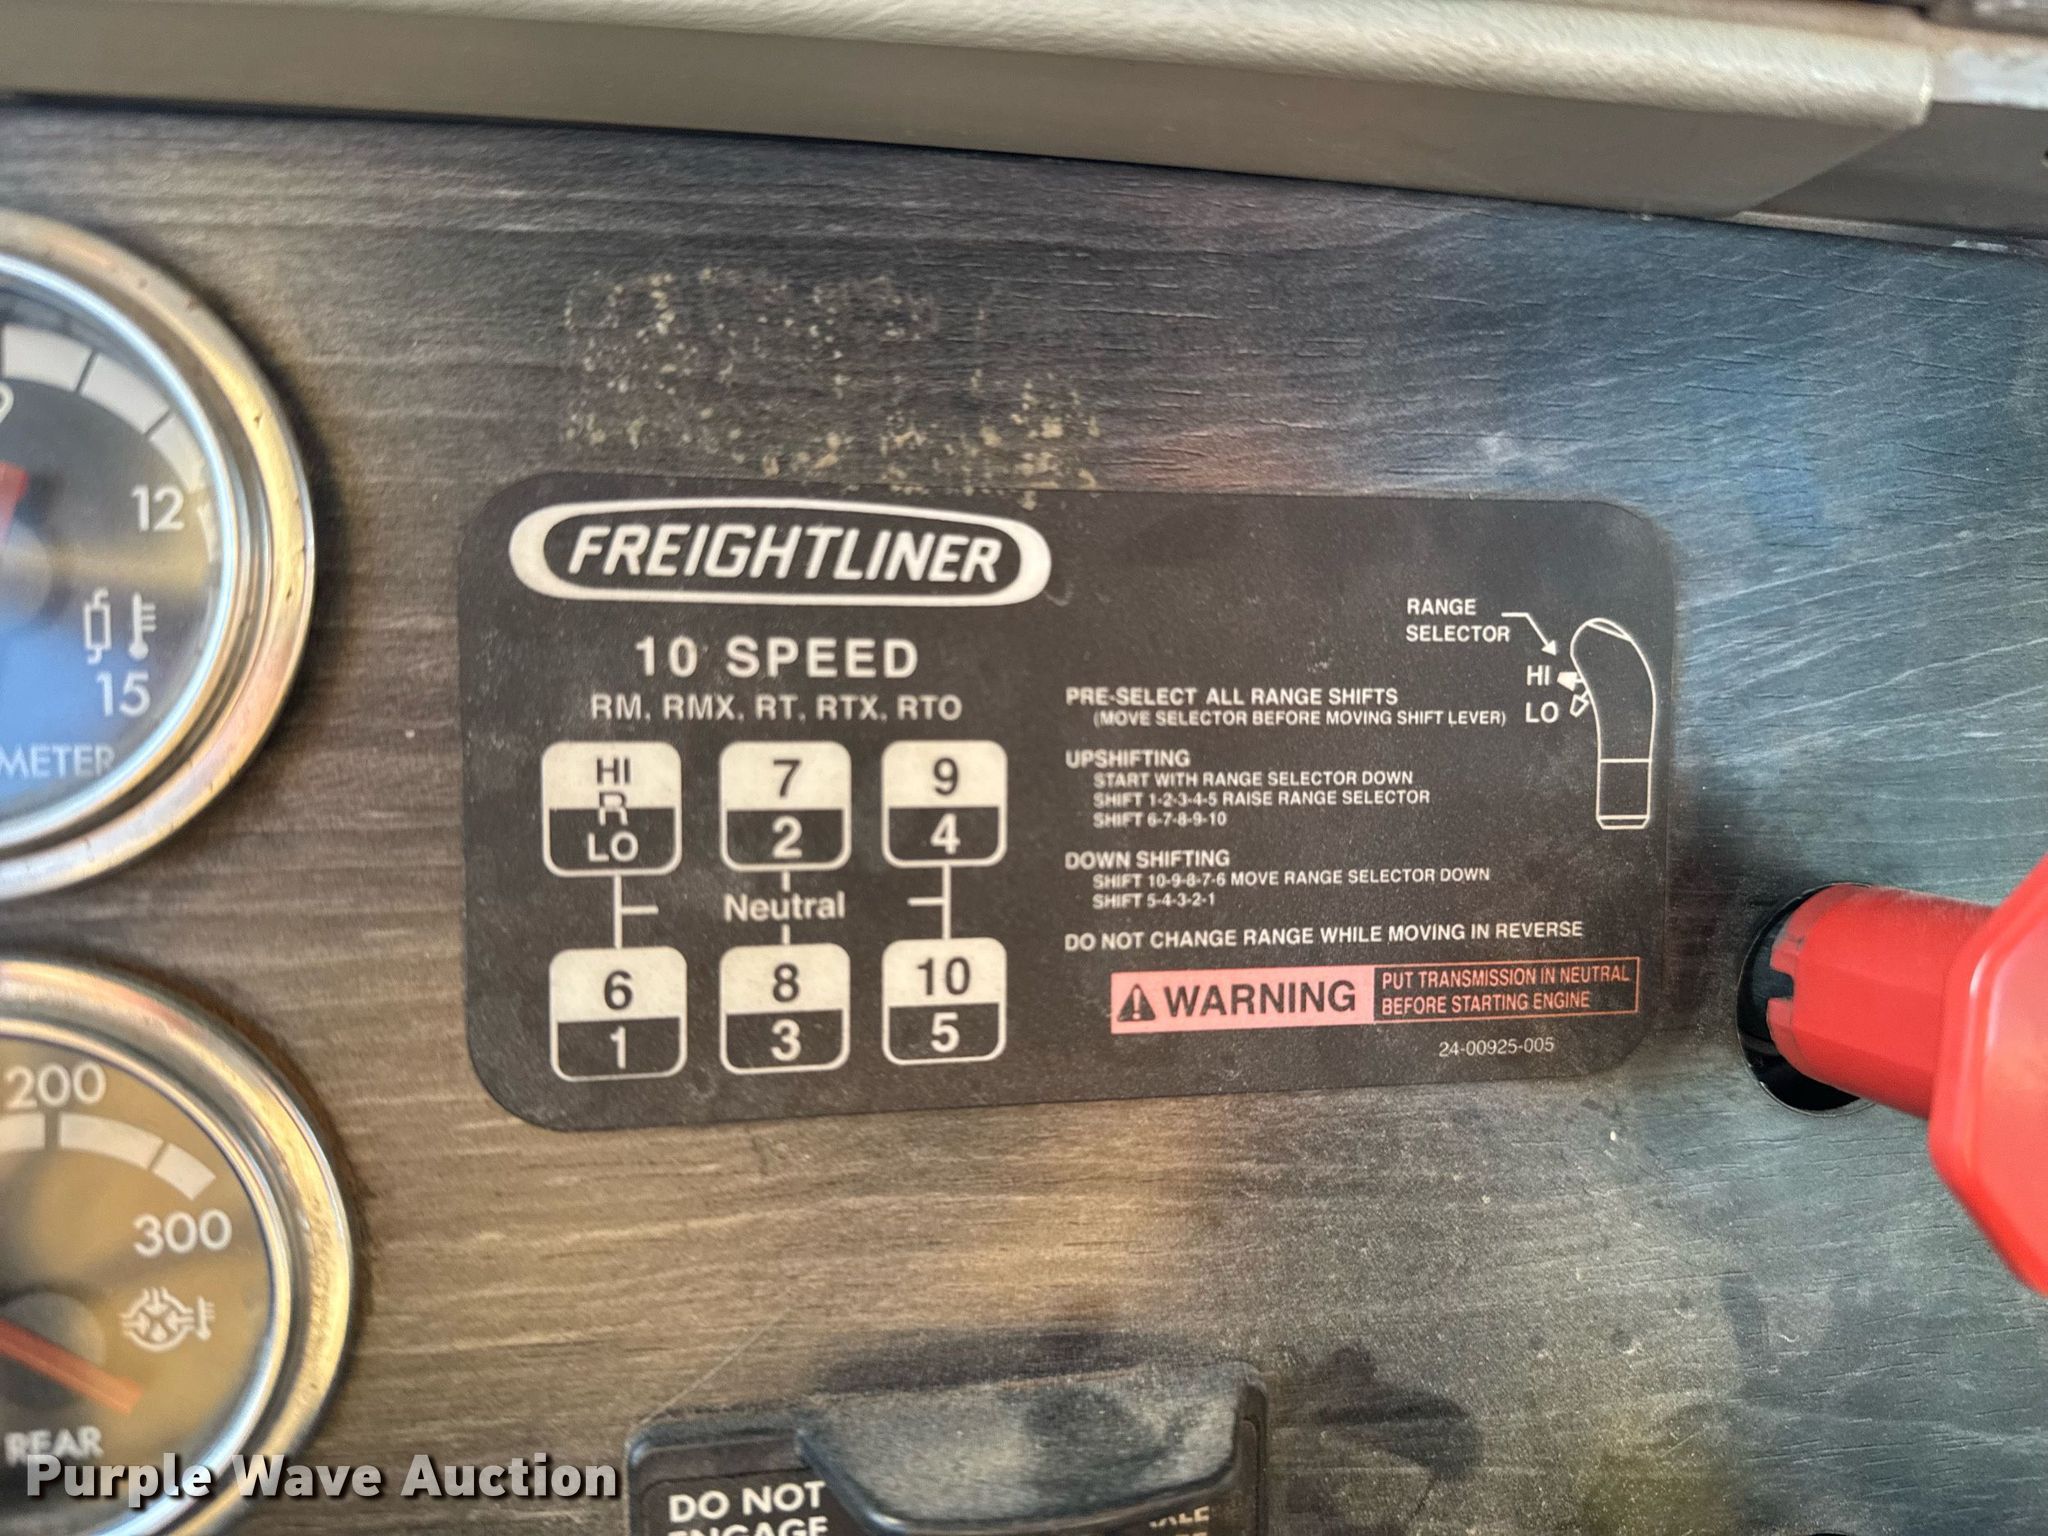 FREIGHTLINER
10 SPEED
RM, RMX, RT, RTX, RTO
HI
R
LO
7
2
9
4
Neutral
6
1
8
3
10
5
RANGE
SELECTOR
HI
LO
PRE-SELECT ALL RANGE SHIFTS
(MOVE SELECTOR BEFORE MOVING SHIFT LEVER)
UPSHIFTING
START WITH RANGE SELECTOR DOWN
SHIFT 1-2-3-4-5 RAISE RANGE SELECTOR
SHIFT 6-7-8-9-10
DOWN SHIFTING
SHIFT 10-9-8-7-6 MOVE RANGE SELECTOR DOWN
SHIFT 5-4-3-2-1
DO NOT CHANGE RANGE WHILE MOVING IN REVERSE
WARNING
PUT TRANSMISSION IN NEUTRAL
BEFORE STARTING ENGINE
24-00925-005
9
12
15
METER
200
300
REAR
DO NOT
ENGAGE
Purple Wave Auction